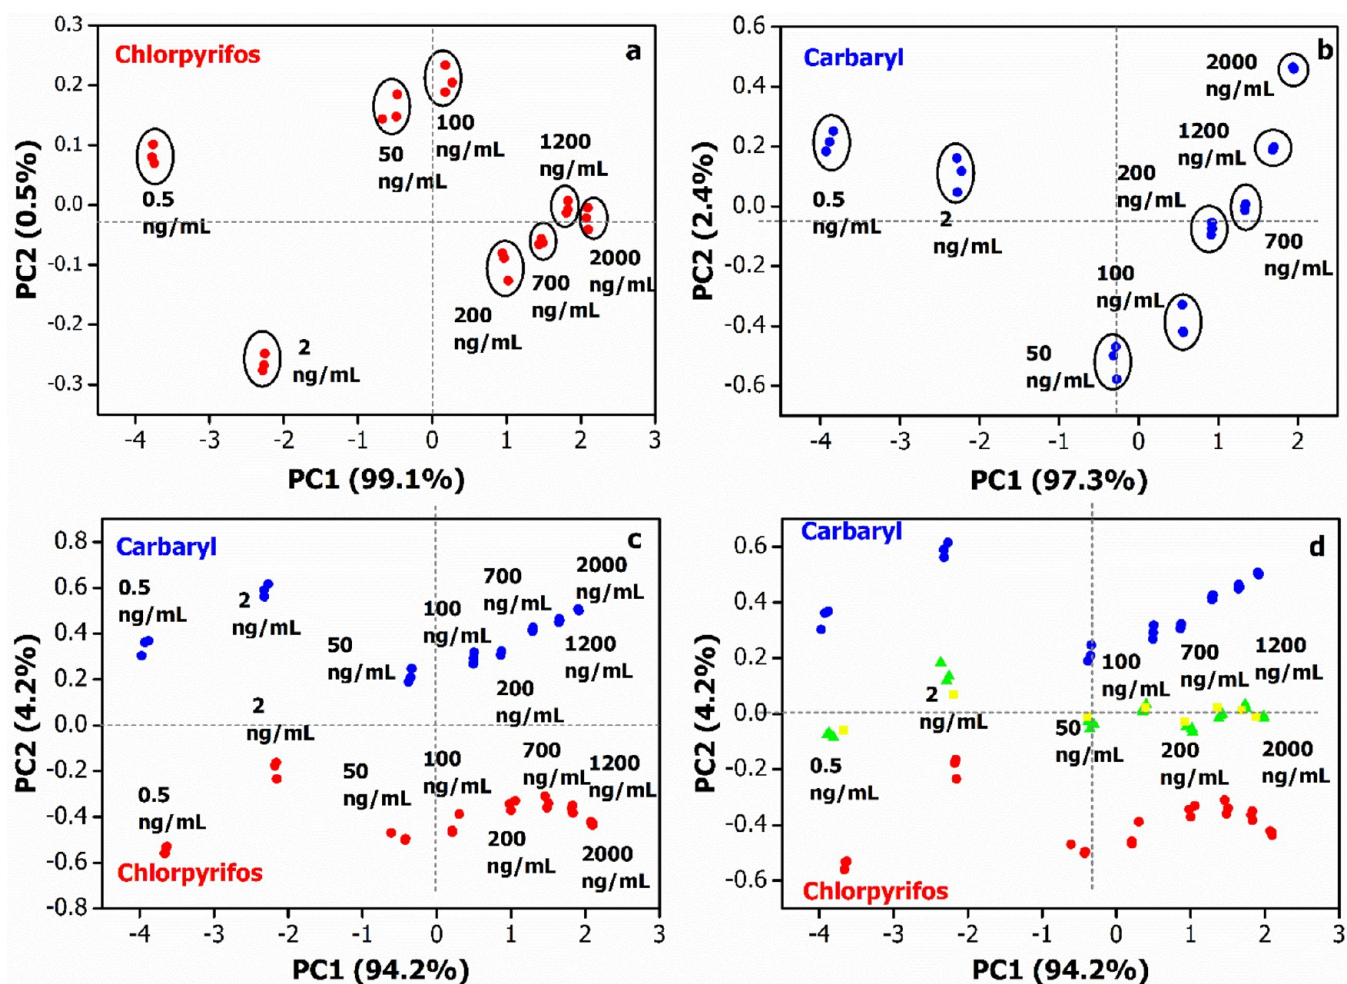 Chlorpyrifos
a
PC2 (0.5%)
0.3
0.2
0.1
0.0
-0.1
-0.2
-0.3
0.5
ng/mL
2
ng/mL
50
ng/mL
100
ng/mL
1200
ng/mL
200
ng/mL
700
ng/mL
2000
ng/mL
-4 -3 -2 -1 0 1 2 3
PC1 (99.1%)
Carbaryl
b
PC2 (2.4%)
0.6
0.4
0.2
0.0
-0.2
-0.4
-0.6
0.5
ng/mL
2
ng/mL
50
ng/mL
100
ng/mL
200
ng/mL
700
ng/mL
1200
ng/mL
2000
ng/mL
-4 -3 -2 -1 0 1 2
PC1 (97.3%)
Carbaryl
c
PC2 (4.2%)
0.8
0.6
0.4
0.2
0.0
-0.2
-0.4
-0.6
-0.8
0.5
ng/mL
2
ng/mL
50
ng/mL
100
ng/mL
200
ng/mL
700
ng/mL
1200
ng/mL
2000
ng/mL
0.5
ng/mL
2
ng/mL
50
ng/mL
100
ng/mL
200
ng/mL
700
ng/mL
1200
ng/mL
2000
ng/mL
Chlorpyrifos
-4 -3 -2 -1 0 1 2 3
PC1 (94.2%)
Carbaryl
d
PC2 (4.2%)
0.6
0.4
0.2
0.0
-0.2
-0.4
-0.6
0.5
ng/mL
2
ng/mL
50
ng/mL
100
ng/mL
200
ng/mL
700
ng/mL
1200
ng/mL
2000
ng/mL
Chlorpyrifos
-4 -3 -2 -1 0 1 2 3
PC1 (94.2%)